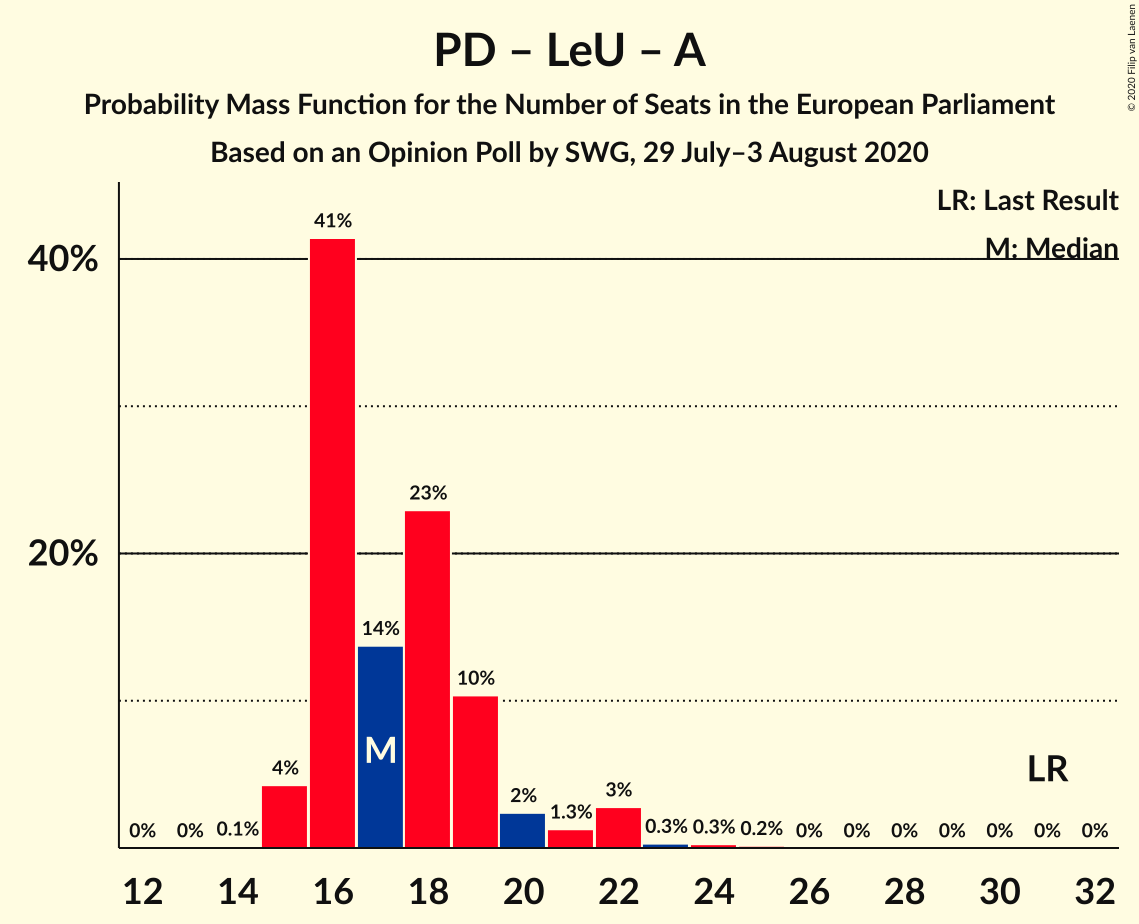 PD – LeU – A
Probability Mass Function for the Number of Seats in the European Parliament
Based on an Opinion Poll by SWG, 29 July–3 August 2020
© 2020 Filip van Laenen
LR: Last Result
M: Median
40%
20%
0% 0% 0.1% 4% 41% 14% 23% 10% 2% 1.3% 3% 0.3% 0.3% 0.2% 0% 0% 0% 0% 0% 0% 0%
M
LR
12 14 16 18 20 22 24 26 28 30 32